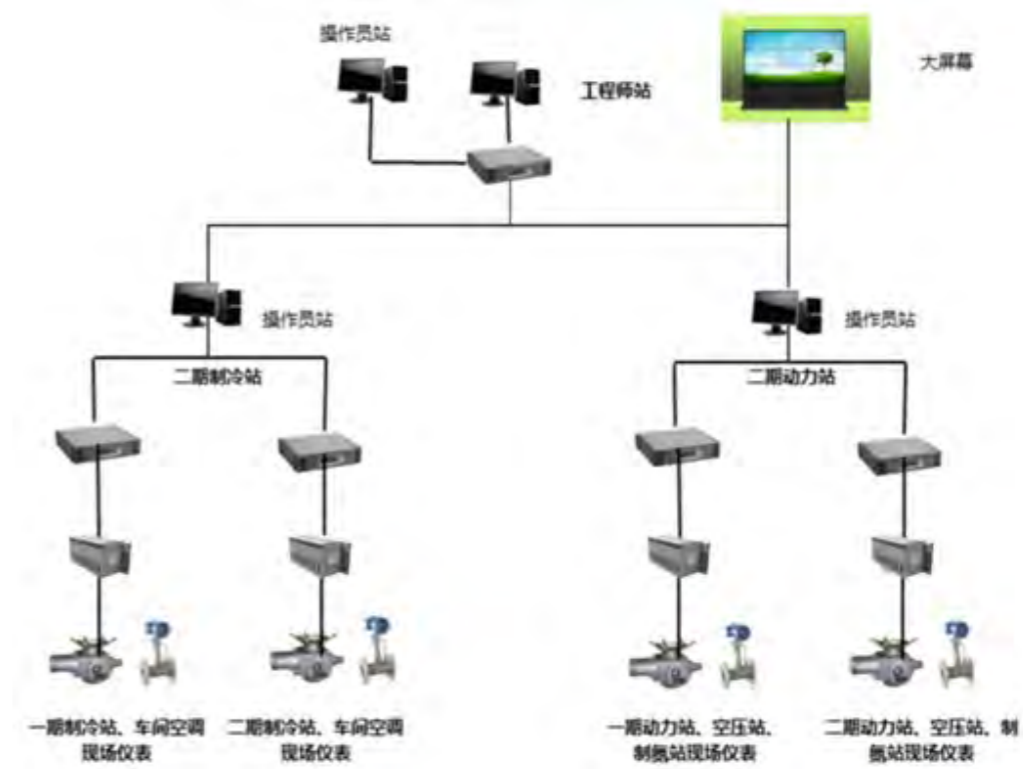 操作员站
大屏幕
工程师站
操作员站
操作员站
二期制冷站
二期动力站
一期制冷站、车间空调
现场仪表
二期制冷站、车间空调
现场仪表
一期动力站、空压站、
制氮站现场仪表
二期动力站、空压站、制
氮站现场仪表